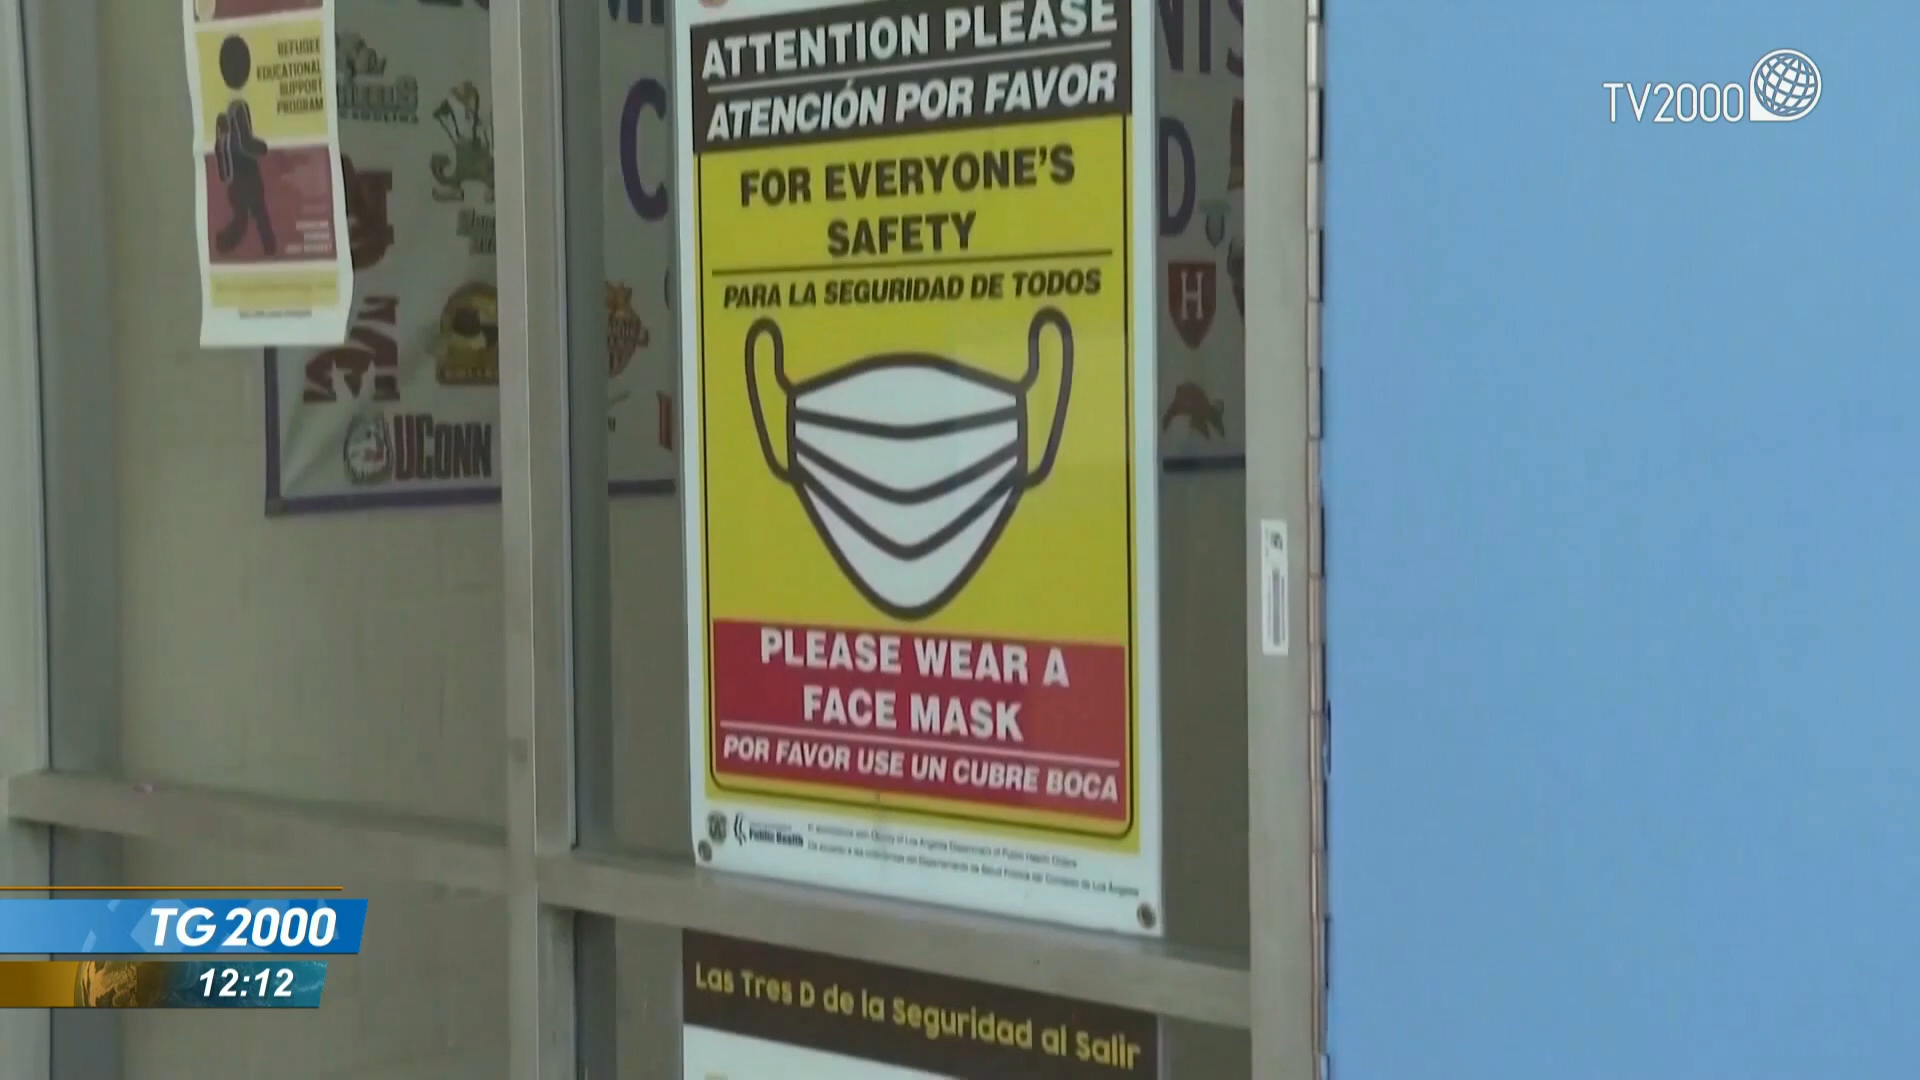 REFUGEE
EDUCATIONAL
SUPPORT
PROGRAM
UCONN
ATTENTION PLEASE
ATENCIÓN POR FAVOR
FOR EVERYONE'S
SAFETY
PARA LA SEGURIDAD DE TODOS
PLEASE WEAR A
FACE MASK
POR FAVOR USE UN CUBRE BOCA
Public Health
Las Tres D de la Seguridad al Salir
H
TV2000
TG 2000
12:12